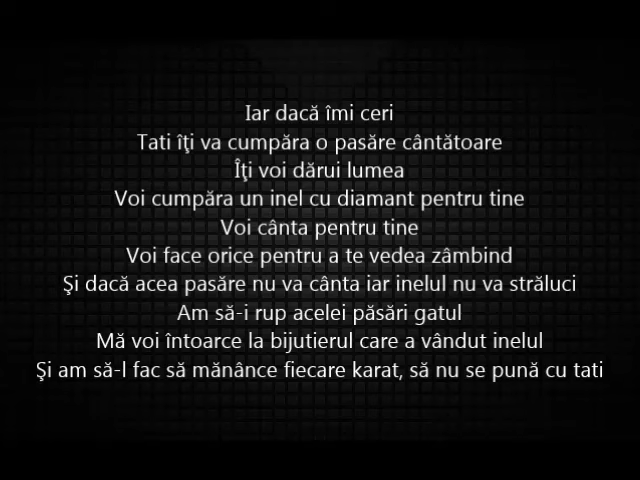 Iar dacă îmi ceri
Tati îţi va cumpăra o pasăre cântătoare
Îţi voi dărui lumea
Voi cumpăra un inel cu diamant pentru tine
Voi cânta pentru tine
Voi face orice pentru a te vedea zâmbind
Şi dacă acea pasăre nu va cânta iar inelul nu va străluci
Am să-i rup acelei păsări gatul
Mă voi întoarce la bijutierul care a vândut inelul
Şi am să-l fac să mănânce fiecare karat, să nu se pună cu tati